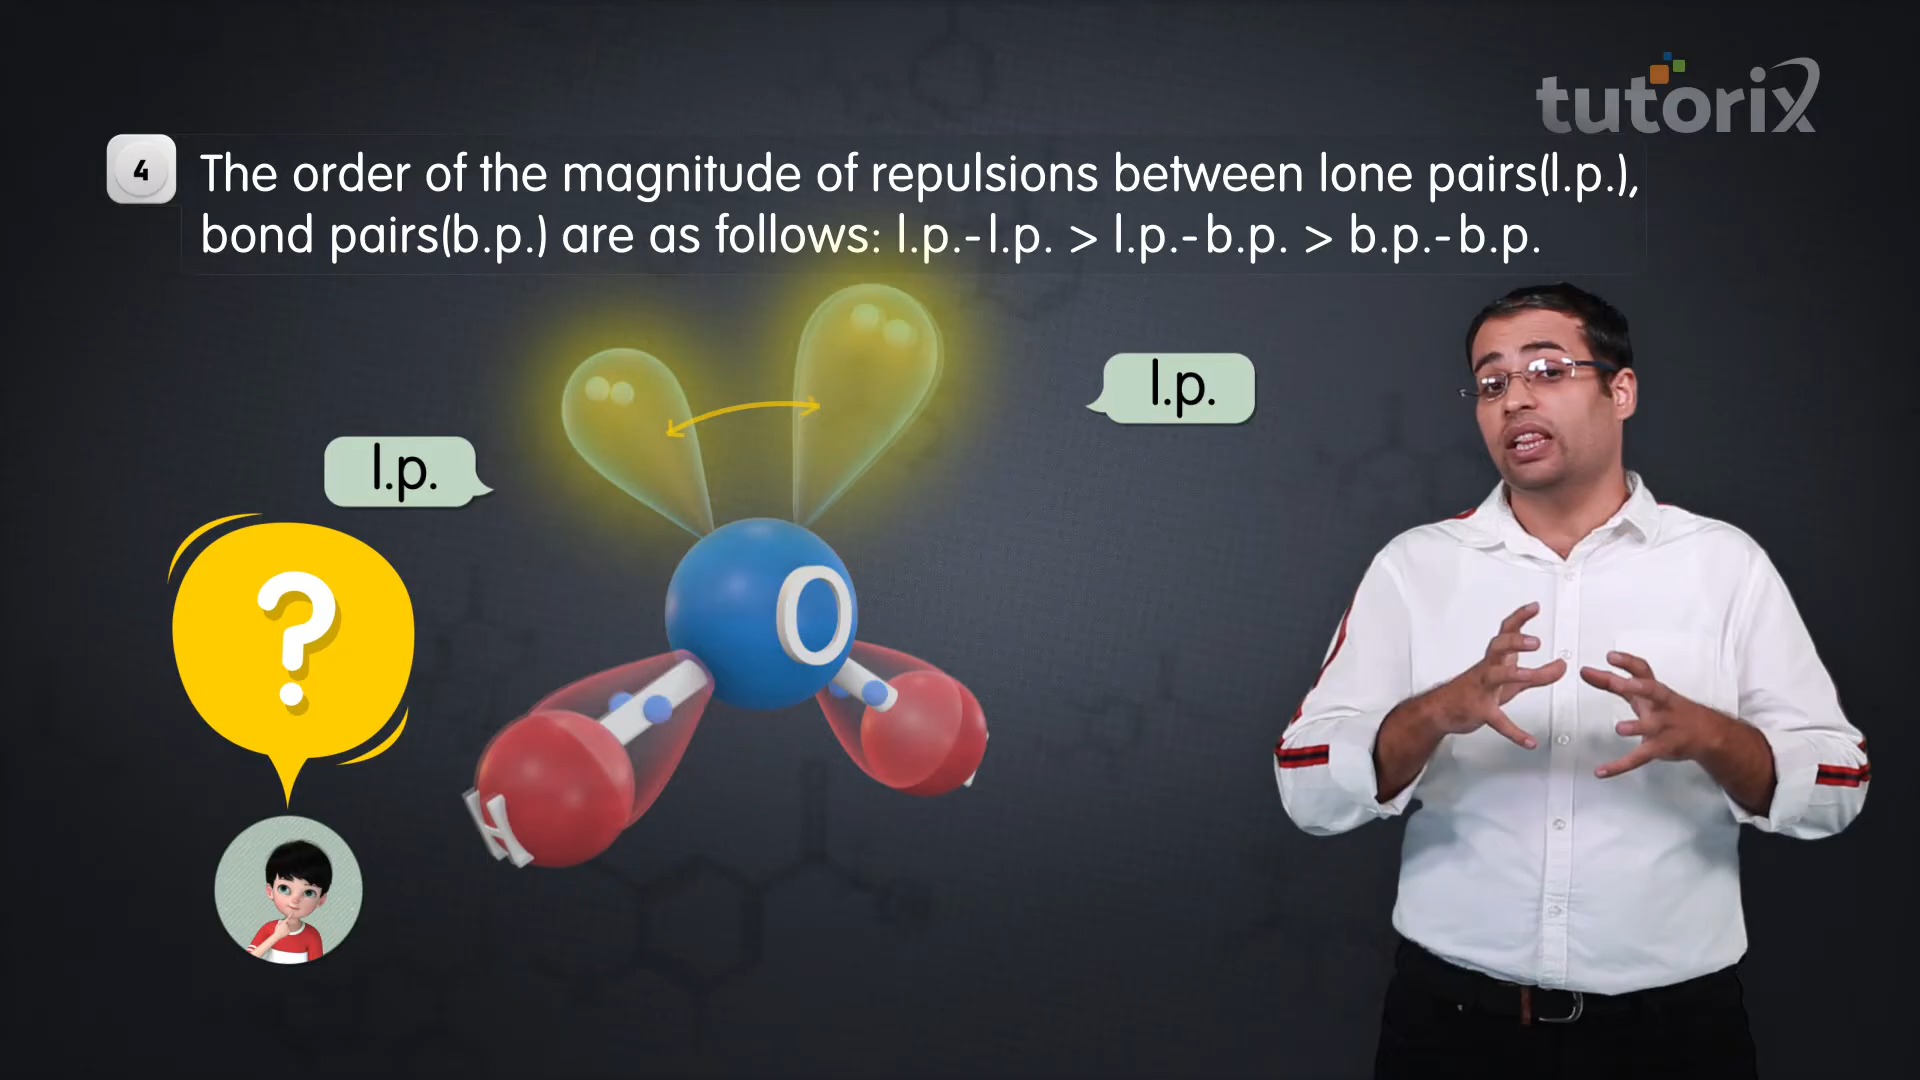 tutorix
4
The order of the magnitude of repulsions between lone pairs(l.p.),
bond pairs(b.p.) are as follows: l.p.-l.p. > l.p.-b.p. > b.p.-b.p.
l.p.
l.p.
?
O
H